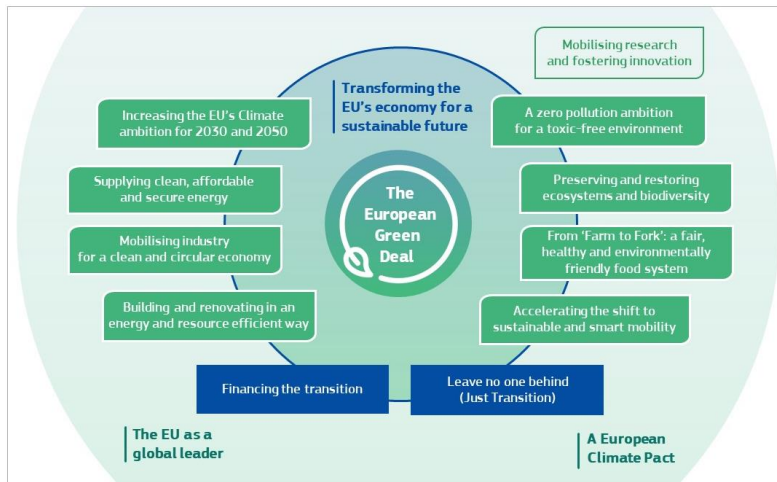 Mobilising research
and fostering innovation
Transforming the
EU's economy for a
sustainable future
Increasing the EU's Climate
ambition for 2030 and 2050
A zero pollution ambition
for a toxic-free environment
Supplying clean, affordable
and secure energy
Preserving and restoring
ecosystems and biodiversity
The
European
Green
Deal
Mobilising industry
for a clean and circular economy
From 'Farm to Fork': a fair,
healthy and environmentally
friendly food system
Building and renovating in an
energy and resource efficient way
Accelerating the shift to
sustainable and smart mobility
Financing the transition
Leave no one behind
(Just Transition)
The EU as a
global leader
A European
Climate Pact